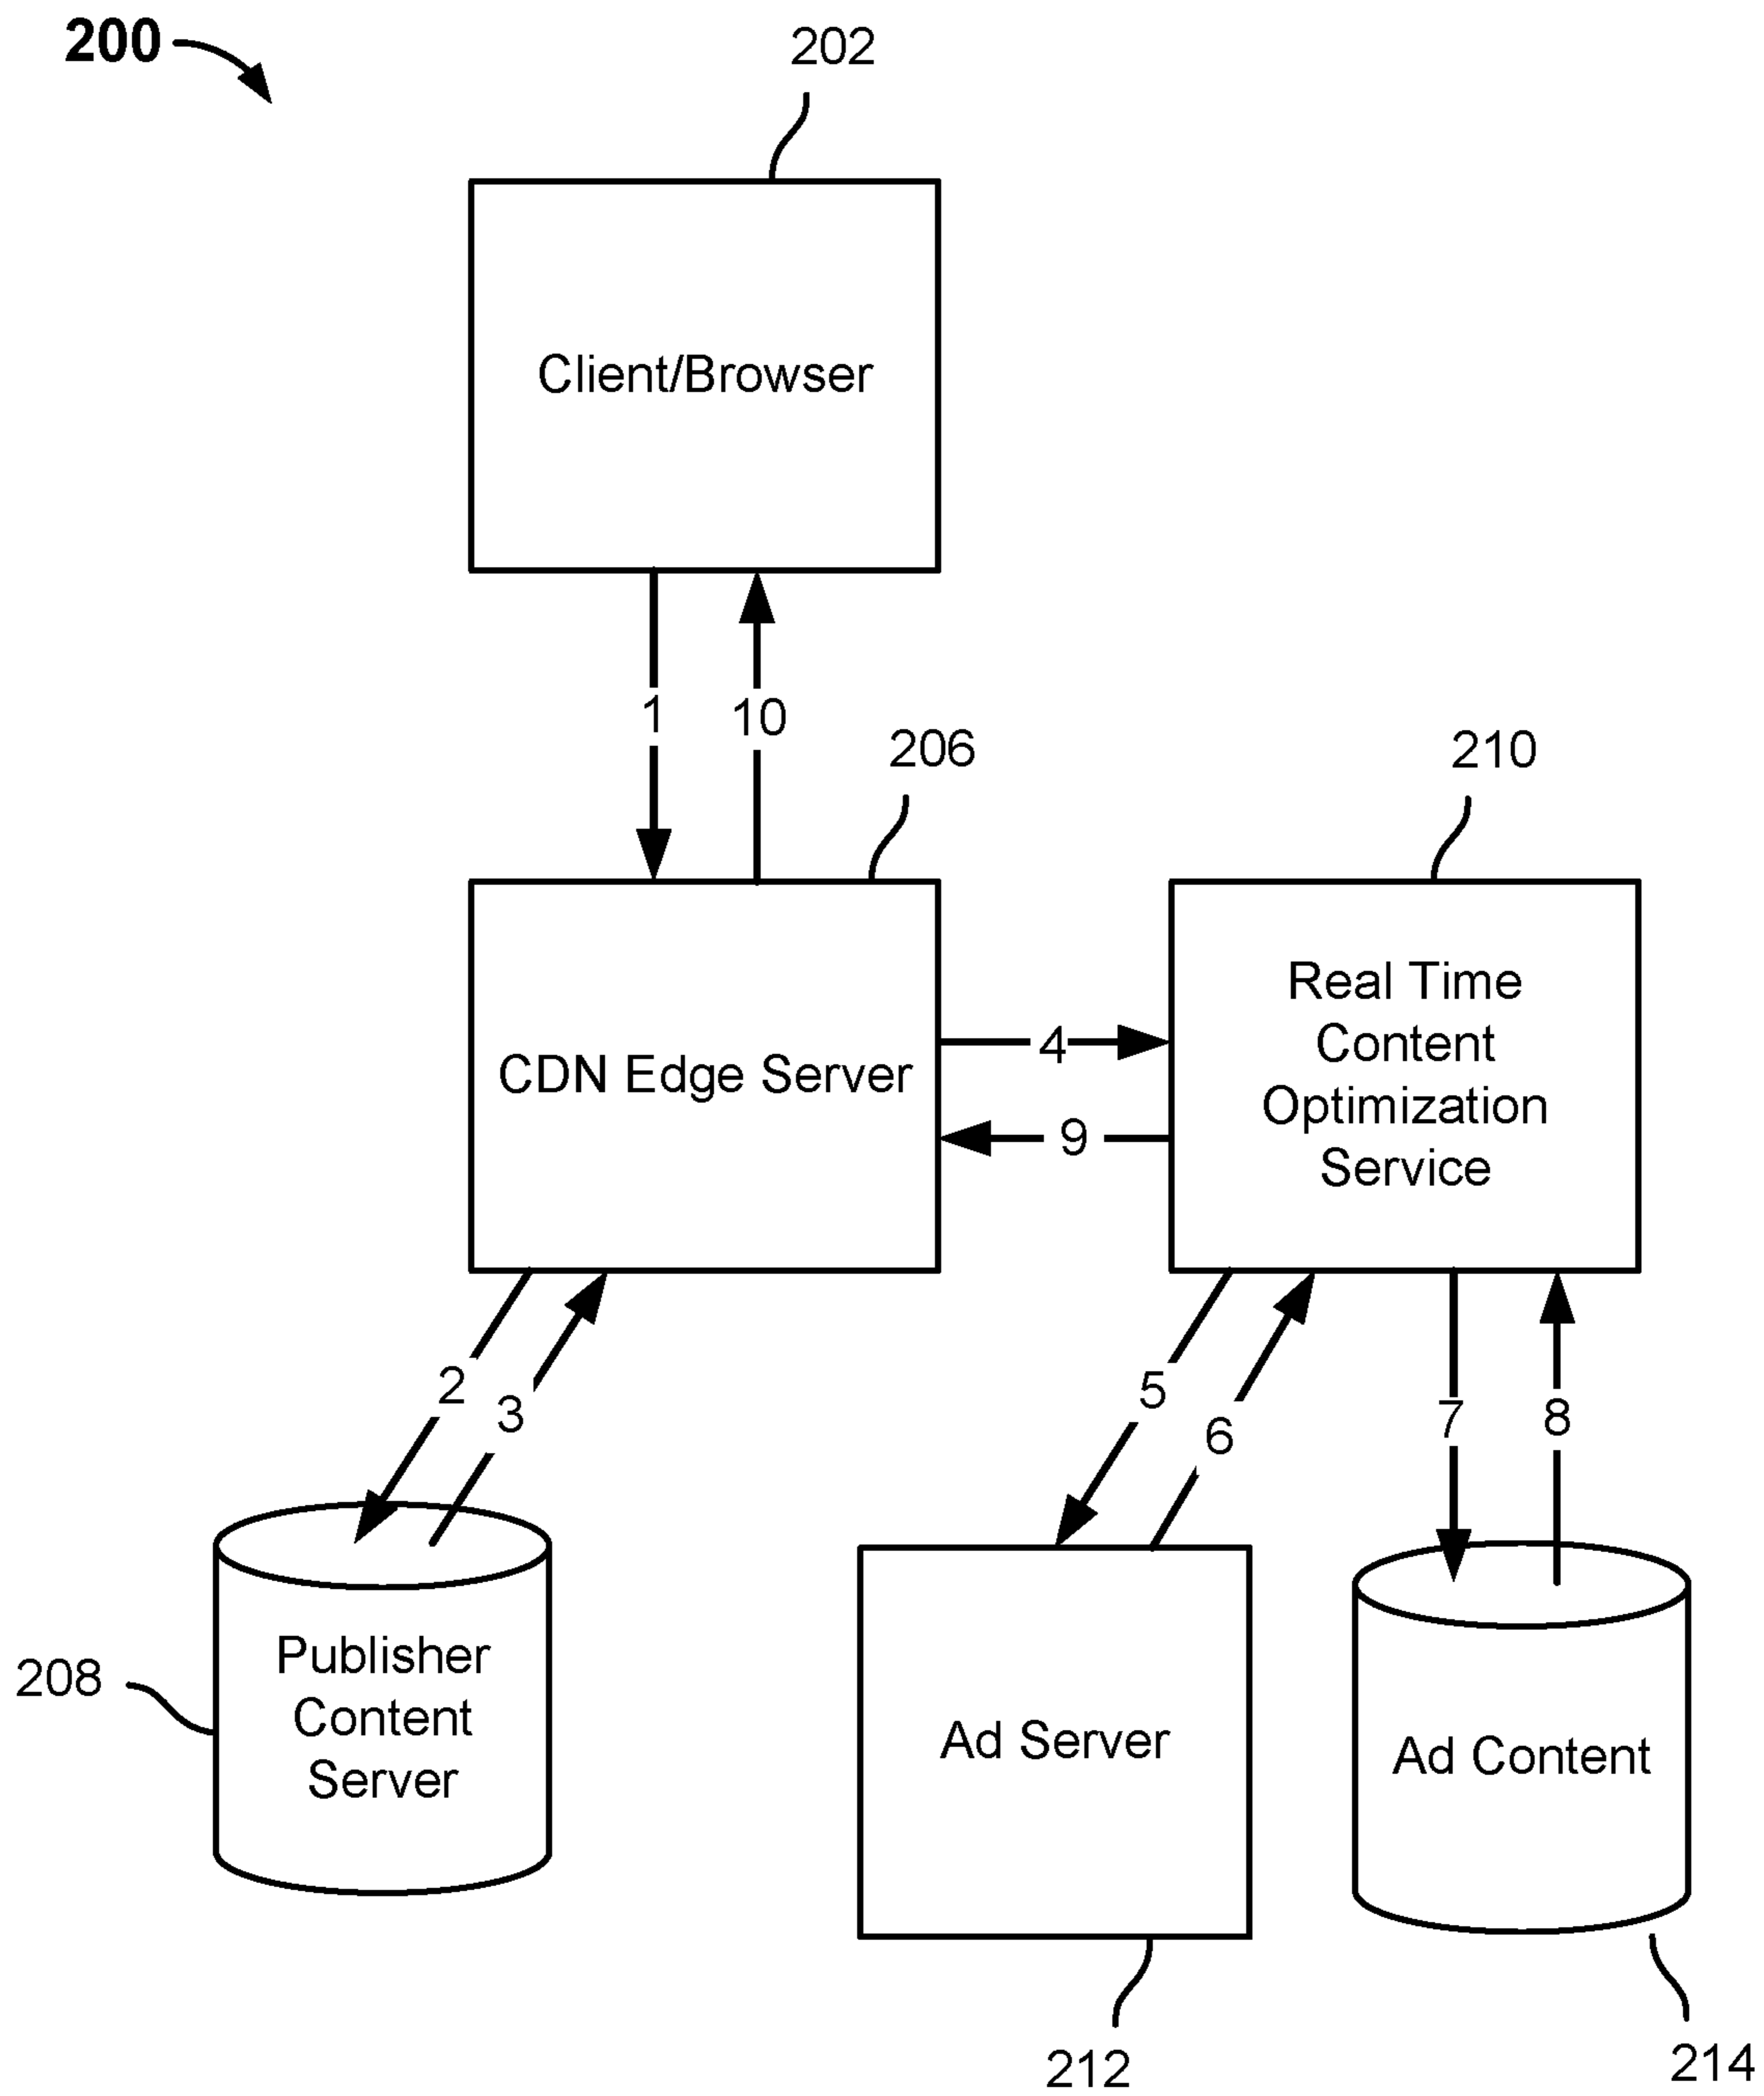 200
202
Client/Browser
1
10
206
210
CDN Edge Server
Real Time
Content
Optimization
Service
4
9
2
3
5
6
7
8
208
Publisher
Content
Server
Ad Server
Ad Content
212
214